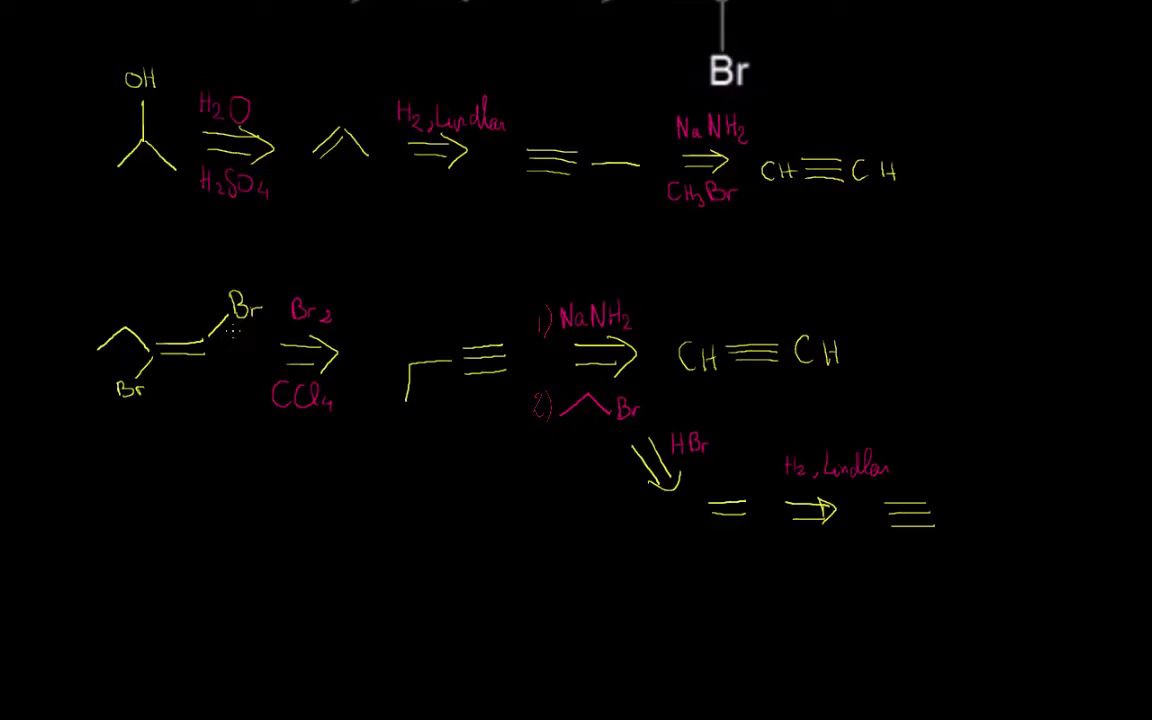 Br
OH
H2O
H2SO4
H2, Lindlar
NaNH2
CH3Br
CH≡CH
Br
Br
Br2
CCl4
1) NaNH2
2) Br
CH≡CH
HBr
H2, Lindlar